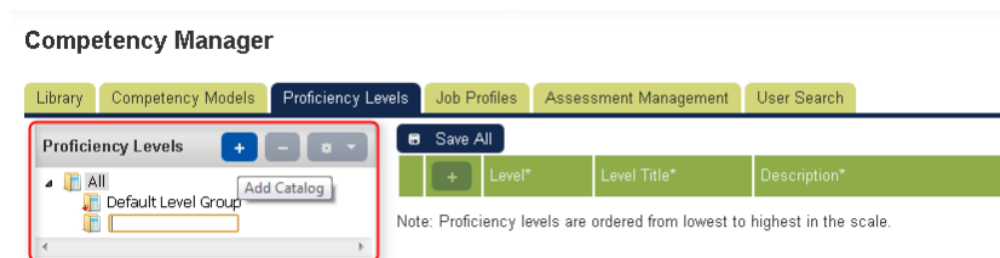 Competency Manager
Library Competency Models Proficiency Levels Job Profiles Assessment Management User Search
Proficiency Levels + -
Save All
All
Add Catalog
Default Level Group
+ Level* Level Title* Description*
Note: Proficiency levels are ordered from lowest to highest in the scale.